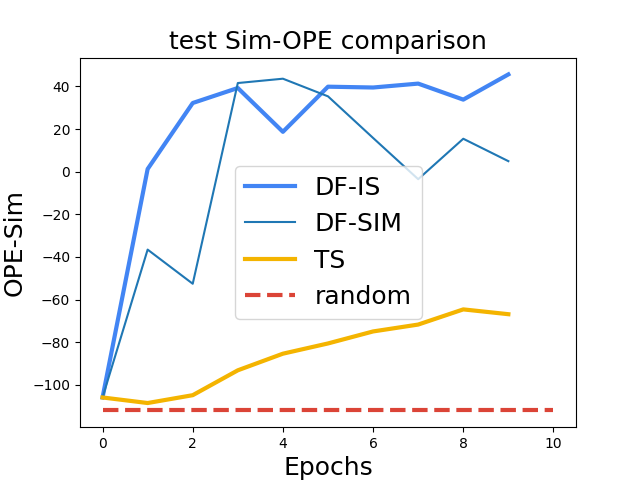 test Sim-OPE comparison
OPE-Sim
40
20
0
−20
−40
−60
−80
−100
DF-IS
DF-SIM
TS
random
0 2 4 6 8 10
Epochs